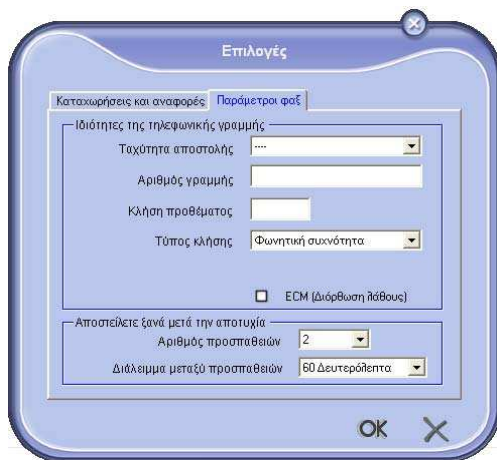 Επιλογές
Καταχωρήσεις και αναφορές Παράμετροι φαξ
Ιδιότητες της τηλεφωνικής γραμμής
Ταχύτητα αποστολής ----
Αριθμός γραμμής
Κλήση προθέματος
Τύπος κλήσης Φωνητική συχνότητα
ECM (Διόρθωση λάθους)
Αποστείλετε ξανά μετά την αποτυχία
Αριθμός προσπαθειών 2
Διάλειμμα μεταξύ προσπαθειών 60 Δευτερόλεπτα
OK